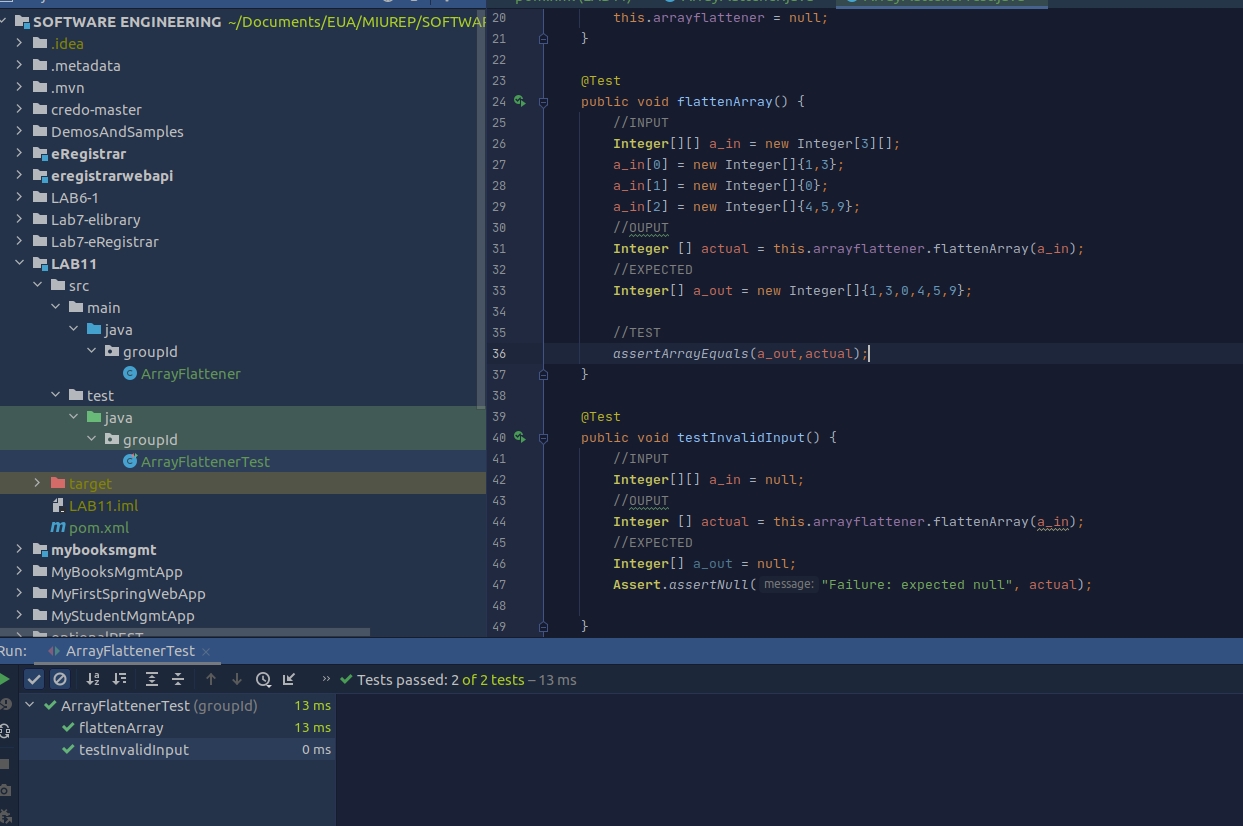 SOFTWARE ENGINEERING ~/Documents/EUA/MIUREP/SOFTWAR
.idea
.metadata
.mvn
credo-master
DemosAndSamples
eRegistrar
eregistrarwebapi
LAB6-1
Lab7-elibrary
Lab7-eRegistrar
LAB11
src
main
java
groupId
ArrayFlattener
test
java
groupId
ArrayFlattenerTest
target
LAB11.iml
pom.xml
mybooksmgmt
MyBooksMgmtApp
MyFirstSpringWebApp
MyStudentMgmtApp
20 this.arrayflattener = null;
21 }
22
23 @Test
24 public void flattenArray() {
25 //INPUT
26 Integer[][] a_in = new Integer[3][];
27 a_in[0] = new Integer[]{1,3};
28 a_in[1] = new Integer[]{0};
29 a_in[2] = new Integer[]{4,5,9};
30 //OUPUT
31 Integer [] actual = this.arrayflattener.flattenArray(a_in);
32 //EXPECTED
33 Integer[] a_out = new Integer[]{1,3,0,4,5,9};
34
35 //TEST
36 assertArrayEquals(a_out,actual);
37 }
38
39 @Test
40 public void testInvalidInput() {
41 //INPUT
42 Integer[][] a_in = null;
43 //OUPUT
44 Integer [] actual = this.arrayflattener.flattenArray(a_in);
45 //EXPECTED
46 Integer[] a_out = null;
47 Assert.assertNull( message: "Failure: expected null", actual);
48
49 }
Run: ArrayFlattenerTest ×
Tests passed: 2 of 2 tests – 13 ms
ArrayFlattenerTest (groupId) 13 ms
flattenArray 13 ms
testInvalidInput 0 ms